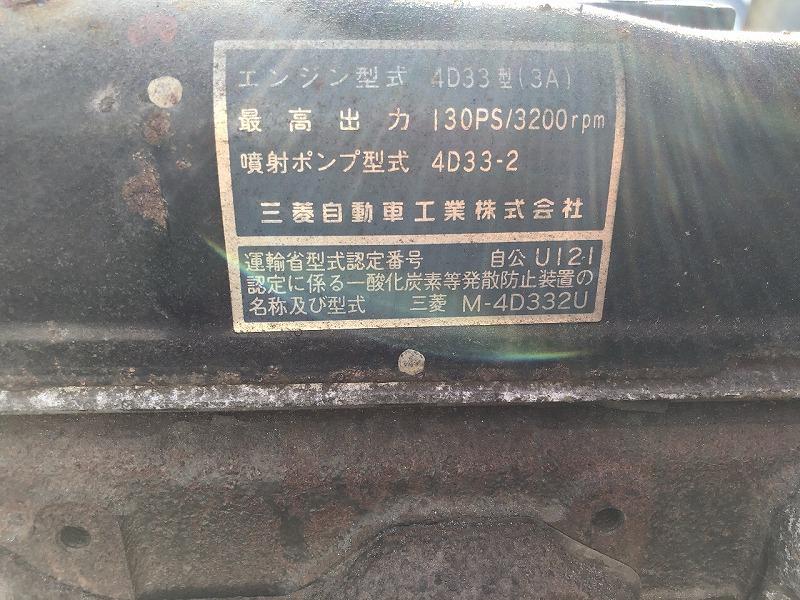 エンジン型式 4D33型(3A)
最高出力 130PS/3200rpm
噴射ポンプ型式 4D33-2
三菱自動車工業株式会社
運輸省型式認定番号 自公 U12-1
認定に係る一酸化炭素等発散防止装置の
名称及び型式 三菱 M-4D332U